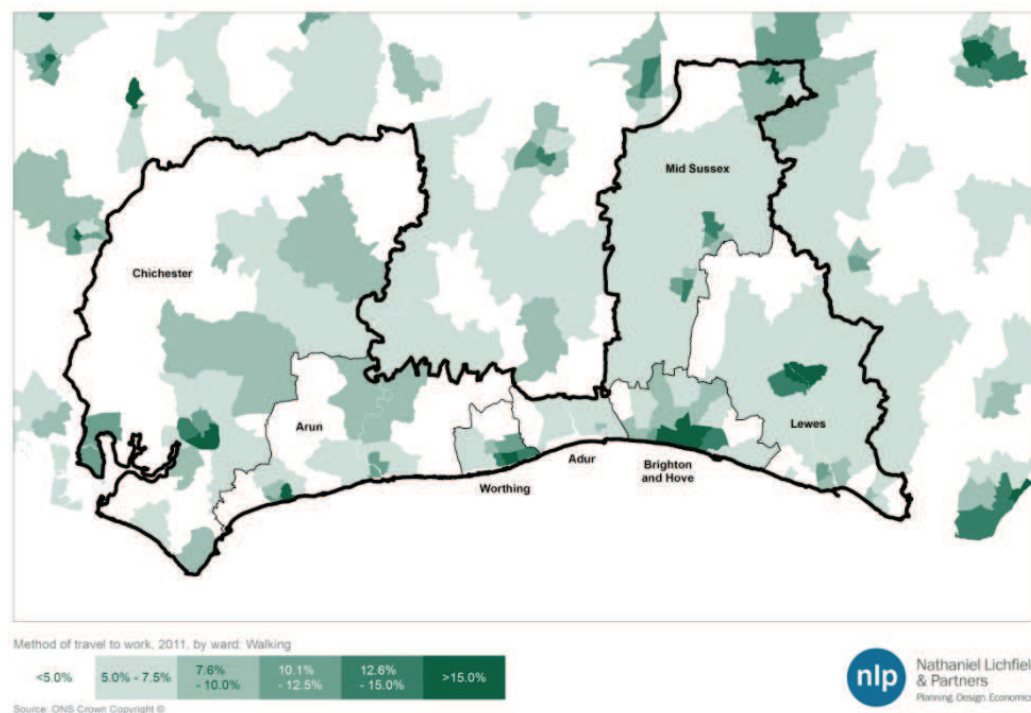 Mid Sussex
Chichester
Arun
Lewes
Adur
Worthing
Brighton
and Hove
Method of travel to work, 2011, by ward: Walking
<5.0%
5.0% - 7.5%
7.6%
- 10.0%
10.1%
- 12.5%
12.6%
- 15.0%
>15.0%
Source: ONS Crown Copyright ©
nlp
Nathaniel Lichfiel
& Partners
Planning. Design. Economics